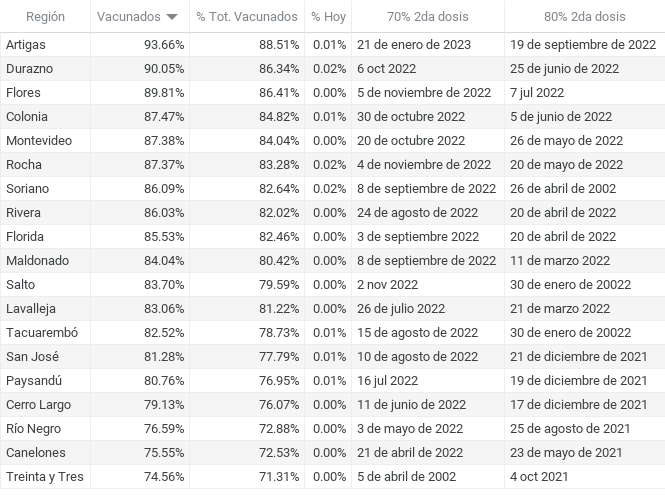 Región Vacunados % Tot. Vacunados % Hoy 70% 2da dosis 80% 2da dosis
Artigas 93.66% 88.51% 0.01% 21 de enero de 2023 19 de septiembre de 2022
Durazno 90.05% 86.34% 0.02% 6 oct 2022 25 de junio de 2022
Flores 89.81% 86.41% 0.00% 5 de noviembre de 2022 7 jul 2022
Colonia 87.47% 84.82% 0.01% 30 de octubre 2022 5 de junio de 2022
Montevideo 87.38% 84.04% 0.00% 20 de octubre 2022 26 de mayo de 2022
Rocha 87.37% 83.28% 0.02% 4 de noviembre 2022 20 de mayo de 2022
Soriano 86.09% 82.64% 0.02% 8 de septiembre de 2022 26 de abril de 2002
Rivera 86.03% 82.02% 0.00% 24 de agosto de 2022 20 de abril de 2022
Florida 85.53% 82.46% 0.00% 3 de septiembre 2022 20 de abril de 2022
Maldonado 84.04% 80.42% 0.00% 8 de septiembre de 2022 11 de marzo 2022
Salto 83.70% 79.59% 0.00% 2 nov 2022 30 de enero de 20022
Lavalleja 83.06% 81.22% 0.00% 26 de julio 2022 21 de marzo de 2022
Tacuarembó 82.52% 78.73% 0.01% 15 de agosto de 2022 30 de enero de 20022
San José 81.28% 77.79% 0.01% 10 de agosto de 2022 21 de diciembre de 2021
Paysandú 80.76% 76.95% 0.01% 16 jul 2022 19 de diciembre de 2021
Cerro Largo 79.13% 76.07% 0.00% 11 de junio de 2022 17 de diciembre de 2021
Río Negro 76.59% 72.88% 0.00% 3 de mayo de 2022 25 de agosto de 2021
Canelones 75.55% 72.53% 0.00% 21 de abril de 2022 23 de mayo de 2021
Treinta y Tres 74.56% 71.31% 0.00% 5 de abril de 2002 4 oct 2021